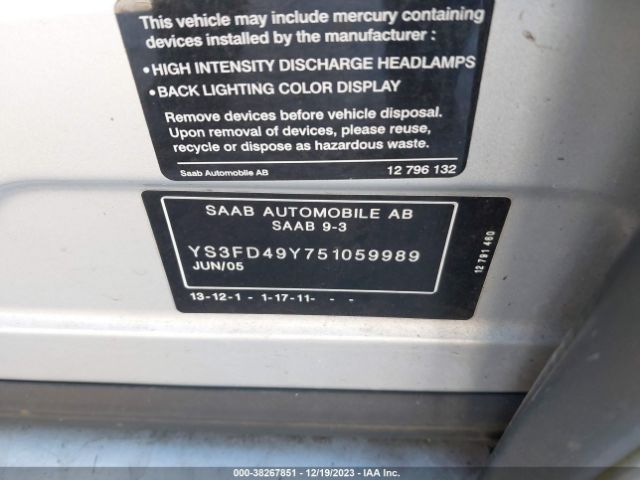 This vehicle may include mercury containing
devices installed by the manufacturer :
• HIGH INTENSITY DISCHARGE HEADLAMPS
• BACK LIGHTING COLOR DISPLAY
Remove devices before vehicle disposal.
Upon removal of devices, please reuse,
recycle or dispose as hazardous waste.
Saab Automobile AB 12 796 132
SAAB AUTOMOBILE AB
SAAB 9-3
YS3FD49Y751059989
JUN/05
13-12-1 - 1-17-11- - -
12 791 460
000-38267851 - 12/19/2023 - IAA Inc.